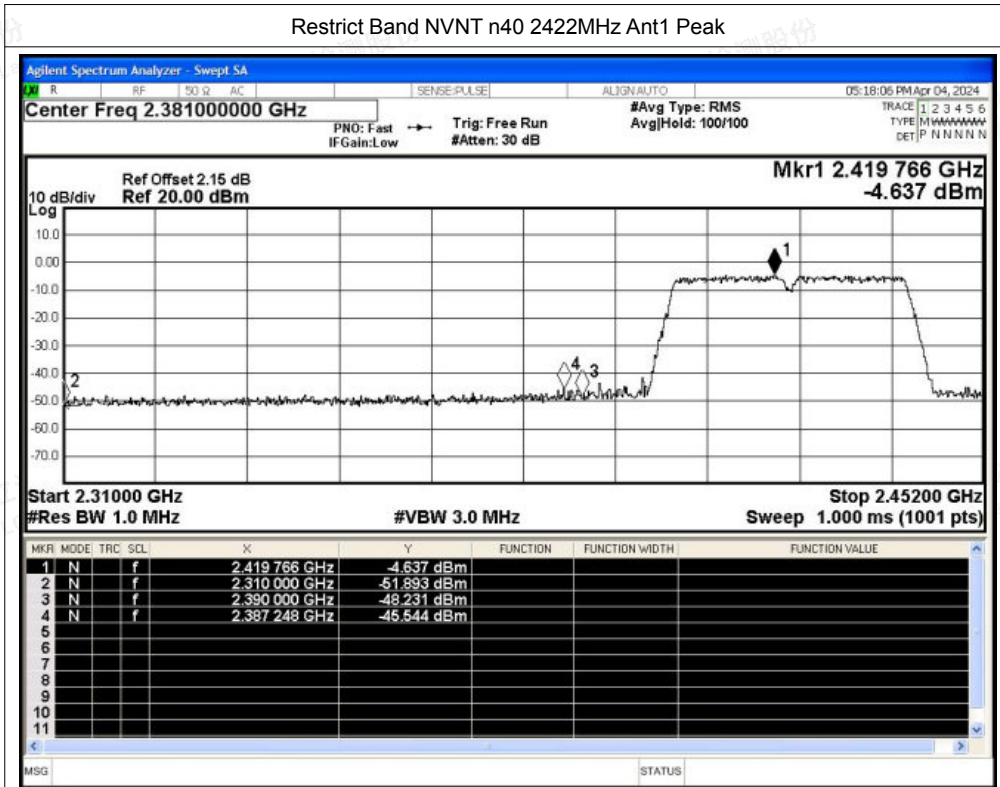 Restrict Band NVNT n40 2422MHz Ant1 Peak
Agilent Spectrum Analyzer - Swept SA
R RF 50 Ω AC SENSE:PULSE ALIGN AUTO 05:18:06 PM Apr 04, 2024
Center Freq 2.381000000 GHz #Avg Type: RMS TRACE 1 2 3 4 5 6
PNO: Fast Trig: Free Run Avg|Hold: 100/100 TYPE M
IFGain:Low #Atten: 30 dB DET P N N N N N
Mkr1 2.419 766 GHz
Ref Offset 2.15 dB
10 dB/div Ref 20.00 dBm -4.637 dBm
Log
10.0
0.00
-10.0
-20.0
-30.0
-40.0
-50.0
-60.0
-70.0
1
2
4
3
Start 2.31000 GHz Stop 2.45200 GHz
#Res BW 1.0 MHz #VBW 3.0 MHz Sweep 1.000 ms (1001 pts)
MKR MODE TRC SCL X Y FUNCTION FUNCTION WIDTH FUNCTION VALUE
1 N f 2.419 766 GHz -4.637 dBm
2 N f 2.310 000 GHz -51.893 dBm
3 N f 2.390 000 GHz -48.231 dBm
4 N f 2.387 248 GHz -45.544 dBm
5
6
7
8
9
10
11
MSG STATUS